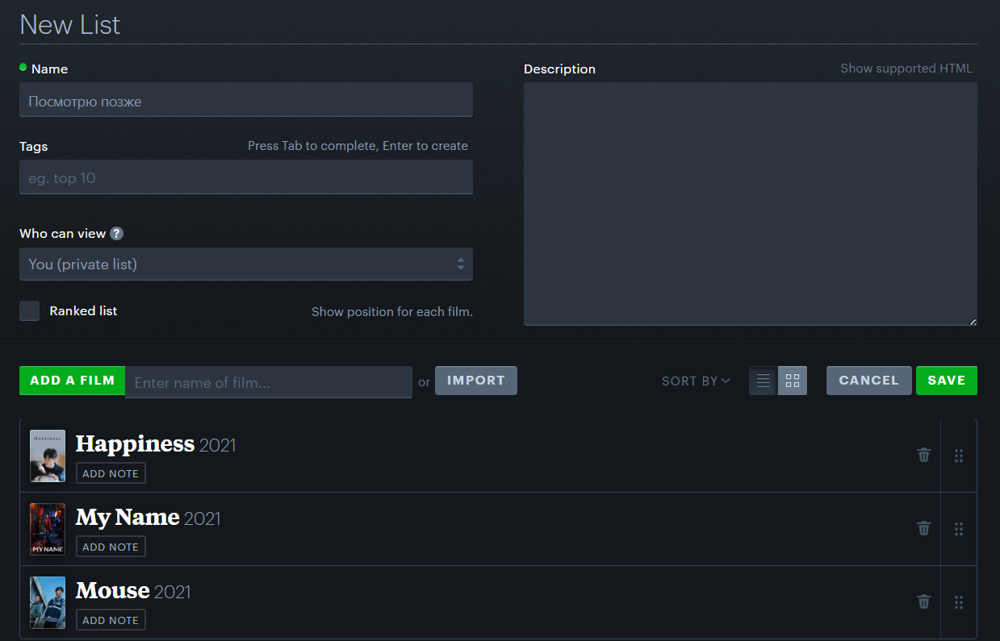 New List
Name
Посмотрю позже
Tags
Press Tab to complete, Enter to create
eg. top 10
Who can view ?
You (private list)
Ranked list
Show position for each film.
Description
Show supported HTML
ADD A FILM
Enter name of film...
or
IMPORT
SORT BY
CANCEL
SAVE
HAPPINESS
Happiness 2021
ADD NOTE
MY NAME
My Name 2021
ADD NOTE
Mouse 2021
ADD NOTE